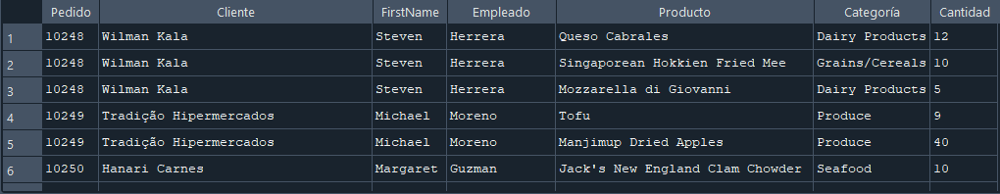 Pedido Cliente FirstName Empleado Producto Categoría Cantidad
1 10248 Wilman Kala Steven Herrera Queso Cabrales Dairy Products 12
2 10248 Wilman Kala Steven Herrera Singaporean Hokkien Fried Mee Grains/Cereals 10
3 10248 Wilman Kala Steven Herrera Mozzarella di Giovanni Dairy Products 5
4 10249 Tradição Hipermercados Michael Moreno Tofu Produce 9
5 10249 Tradição Hipermercados Michael Moreno Manjimup Dried Apples Produce 40
6 10250 Hanari Carnes Margaret Guzman Jack's New England Clam Chowder Seafood 10